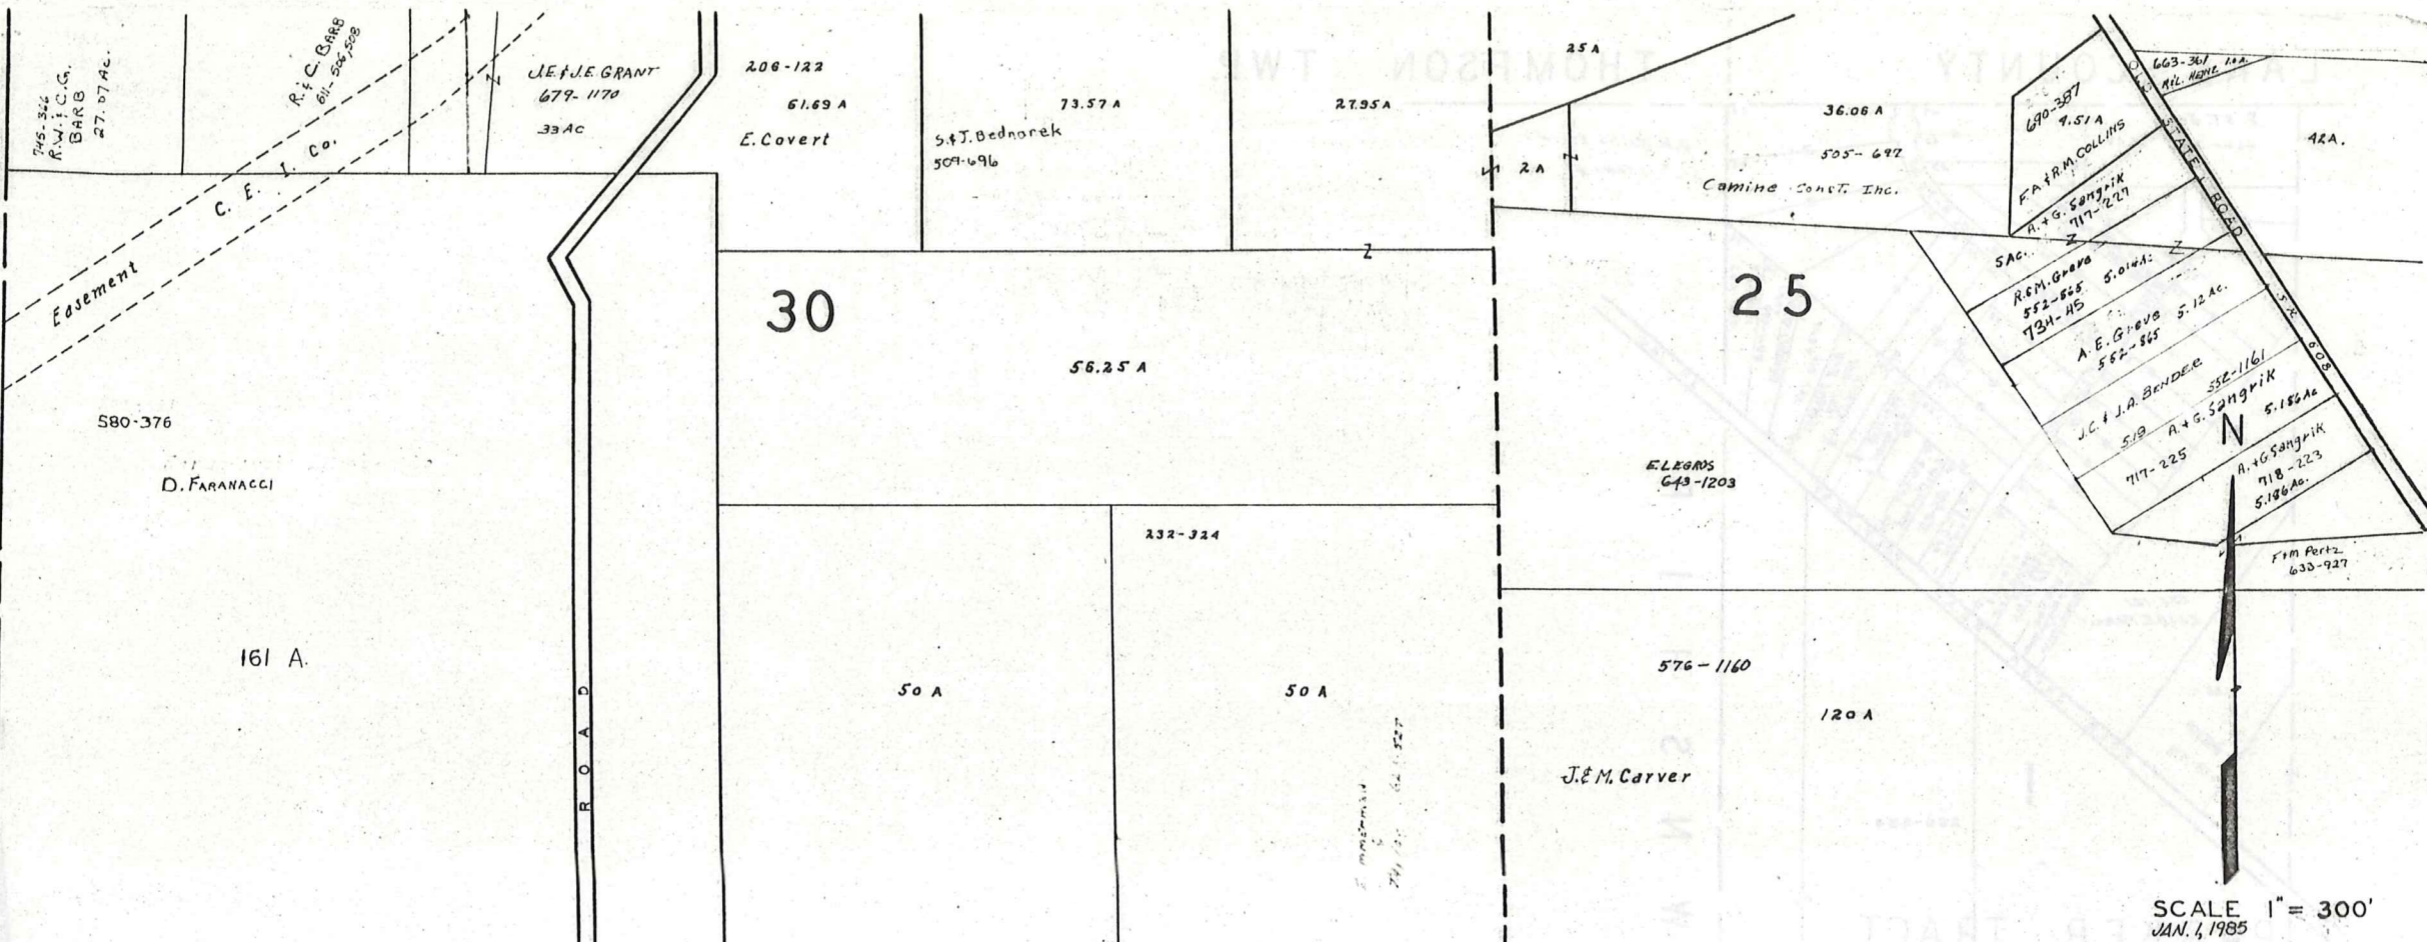 745-366
R.W. & C.G.
BARB
27.07 AC.
R. & C. BARB
611-506,508
J.E. & J.E. GRANT
679-1170
33 AC
C. E. I. Co.
Easement
580-376
D. FARANACCI
161 A.
ROAD
206-122
61.69 A
E. Covert
S. & J. Bednarek
509-696
73.57 A
27.95 A
Z
30
56.25 A
232-324
50 A
50 A
25 A
2 A
Z
36.06 A
505-697
Camine Const. Inc.
25
E. LEGROS
643-1203
576-1160
120 A
J. & M. Carver
663-361
690-387
4.51 A
F.A. & R.M. COLLINS
42 A.
OLD STATE ROAD S.R. 608
A. + G. Sangrik
717-227
Z
Z
5 AC.
R. & M. Greve
552-865
5.014 A.
734-45
A. E. Greve
5.12 AC.
552-865
J.C. & J.A. BENDER
552-1161
5.19
A. + G. Sangrik
5.186 Ac
717-225
A. + G. Sangrik
718-223
5.186 Ac.
N
F + M Pertz
633-927
SCALE 1" = 300'
JAN. 1, 1985